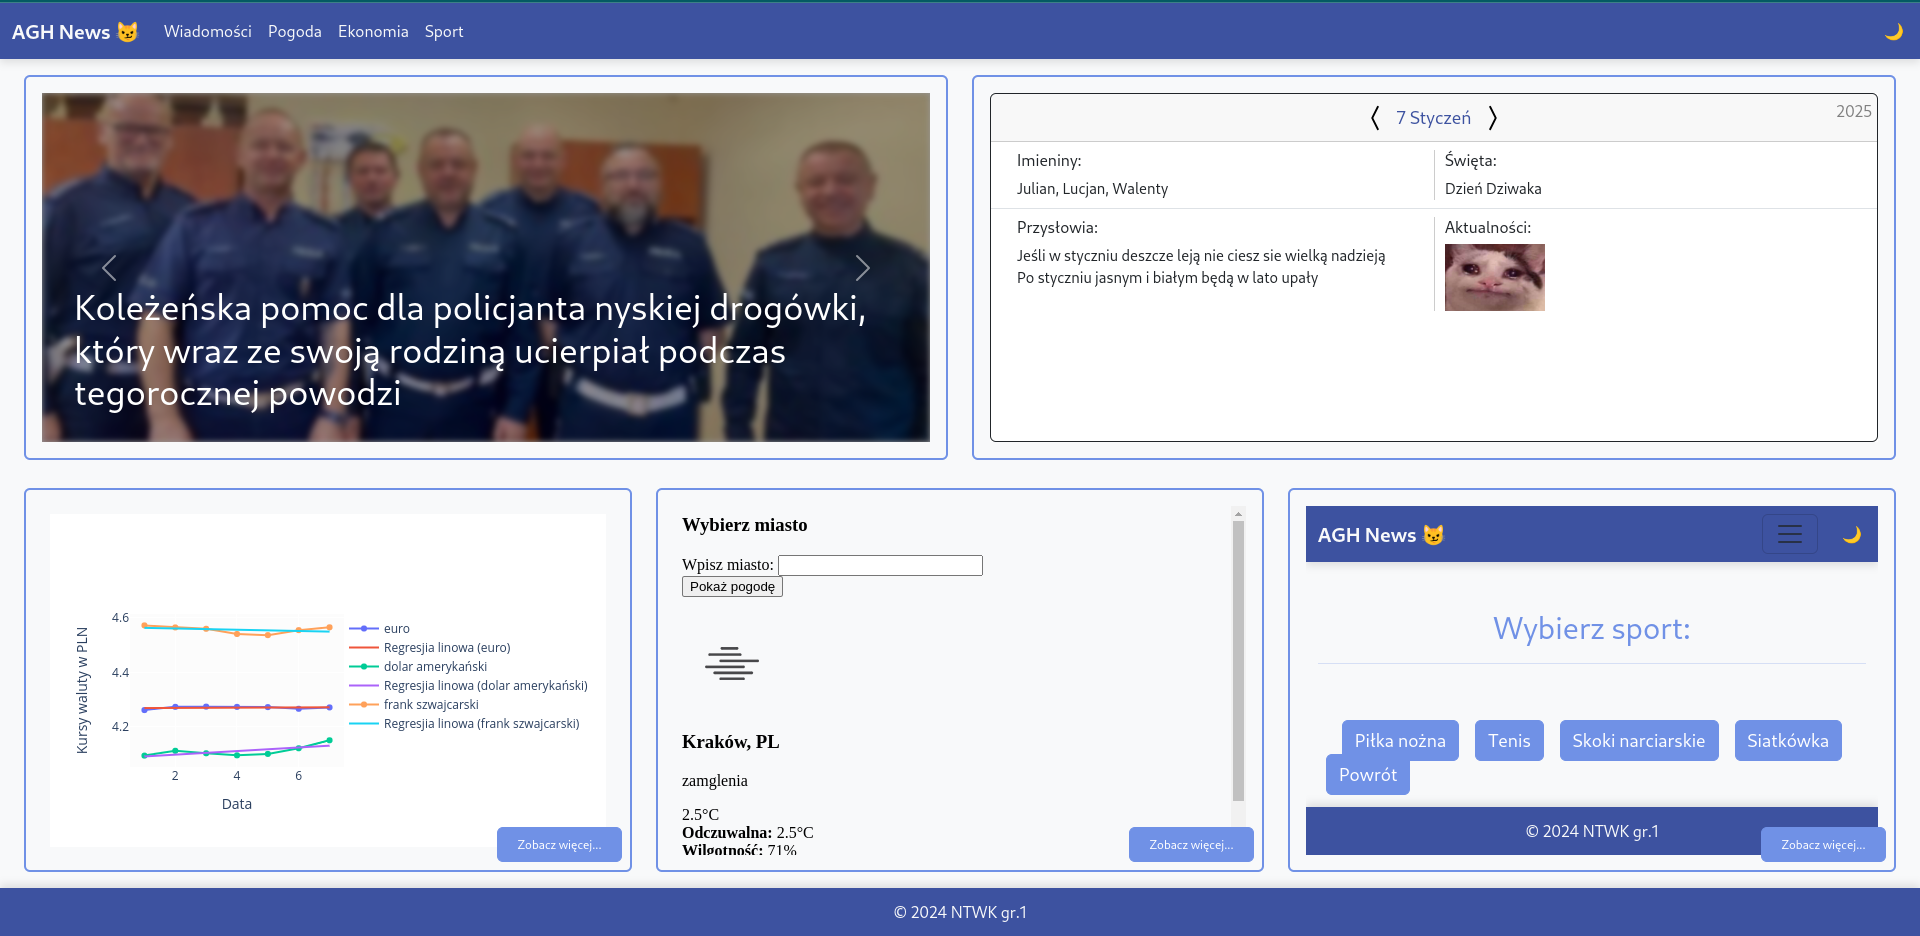 AGH News 😼 Wiadomości Pogoda Ekonomia Sport 🌙
Koleżeńska pomoc dla policjanta nyskiej drogówki,
który wraz ze swoją rodziną ucierpiał podczas
tegorocznej powodzi
7 Styczeń
2025
Imieniny:
Julian, Lucjan, Walenty
Święta:
Dzień Dziwaka
Przysłowia:
Jeśli w styczniu deszcze leją nie ciesz sie wielką nadzieją
Po styczniu jasnym i białym będą w lato upały
Aktualności:
4.6
4.4
4.2
2 4 6
Kursy waluty w PLN
Data
euro
Regresjia linowa (euro)
dolar amerykański
Regresjia linowa (dolar amerykański)
frank szwajcarski
Regresjia linowa (frank szwajcarski)
Zobacz więcej...
Wybierz miasto
Wpisz miasto:
Pokaż pogodę
Kraków, PL
zamglenia
2.5°C
Odczuwalna: 2.5°C
Wilgotność: 71%
Zobacz więcej...
AGH News 😼 🌙
Wybierz sport:
Piłka nożna Tenis Skoki narciarskie Siatkówka
Powrót
© 2024 NTWK gr.1
Zobacz więcej...
© 2024 NTWK gr.1